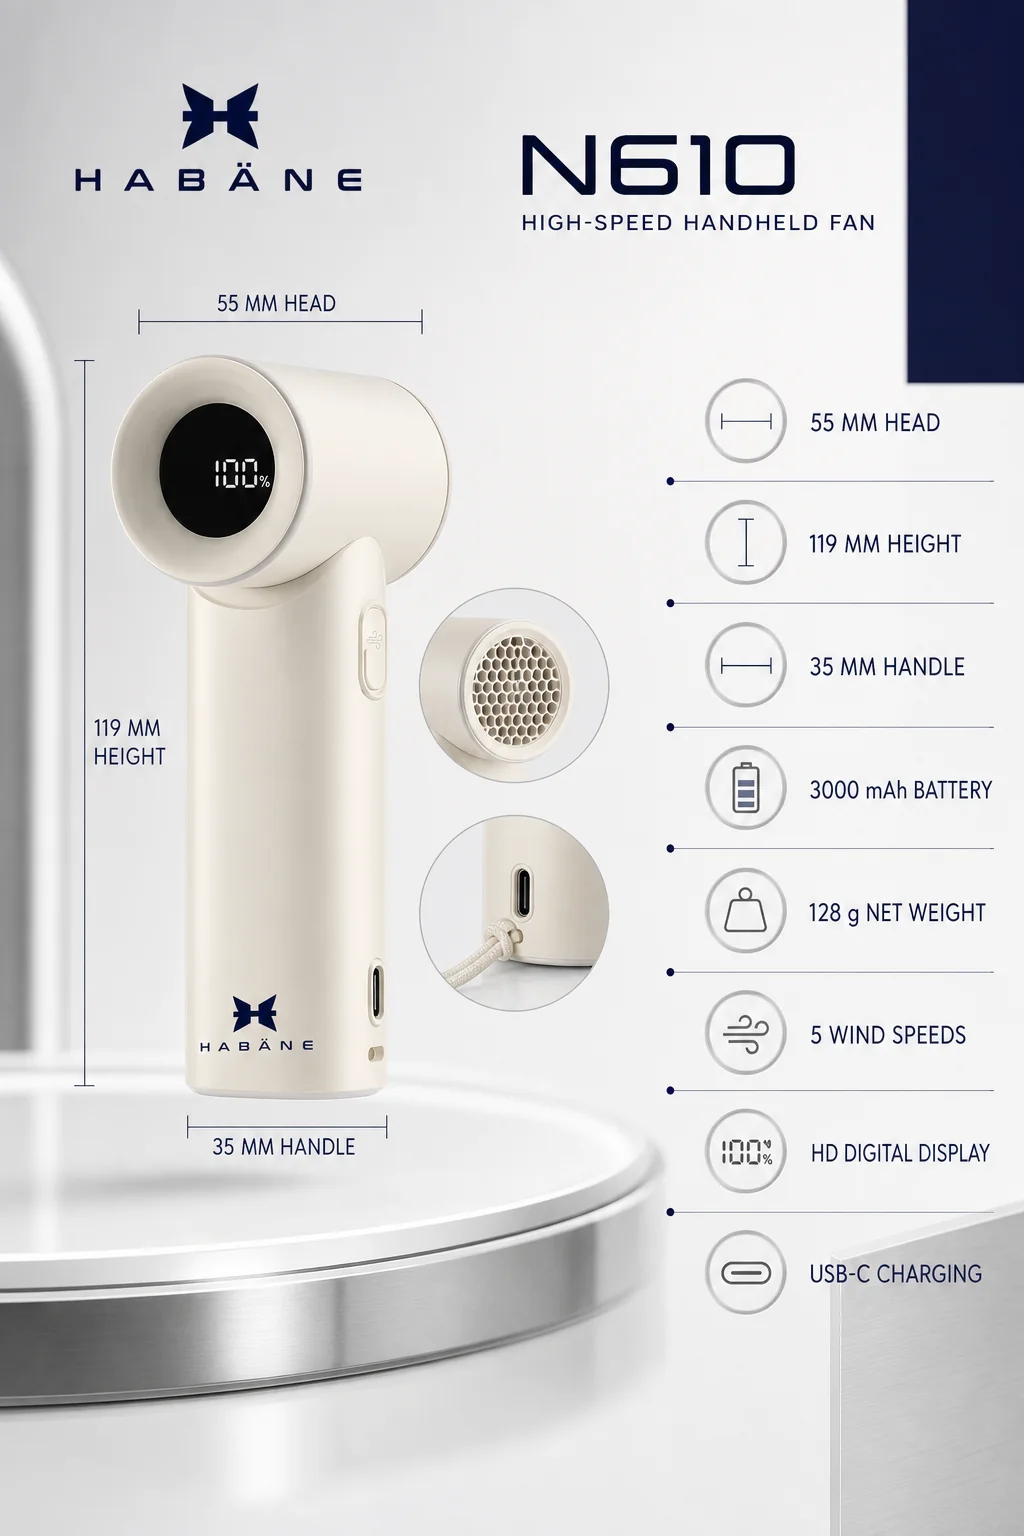 HABÄNE
N610
HIGH-SPEED HANDHELD FAN
55 MM HEAD
100%
119 MM
HEIGHT
HABÄNE
35 MM HANDLE
55 MM HEAD
119 MM HEIGHT
35 MM HANDLE
3000 mAh BATTERY
128 g NET WEIGHT
5 WIND SPEEDS
100%
HD DIGITAL DISPLAY
USB-C CHARGING